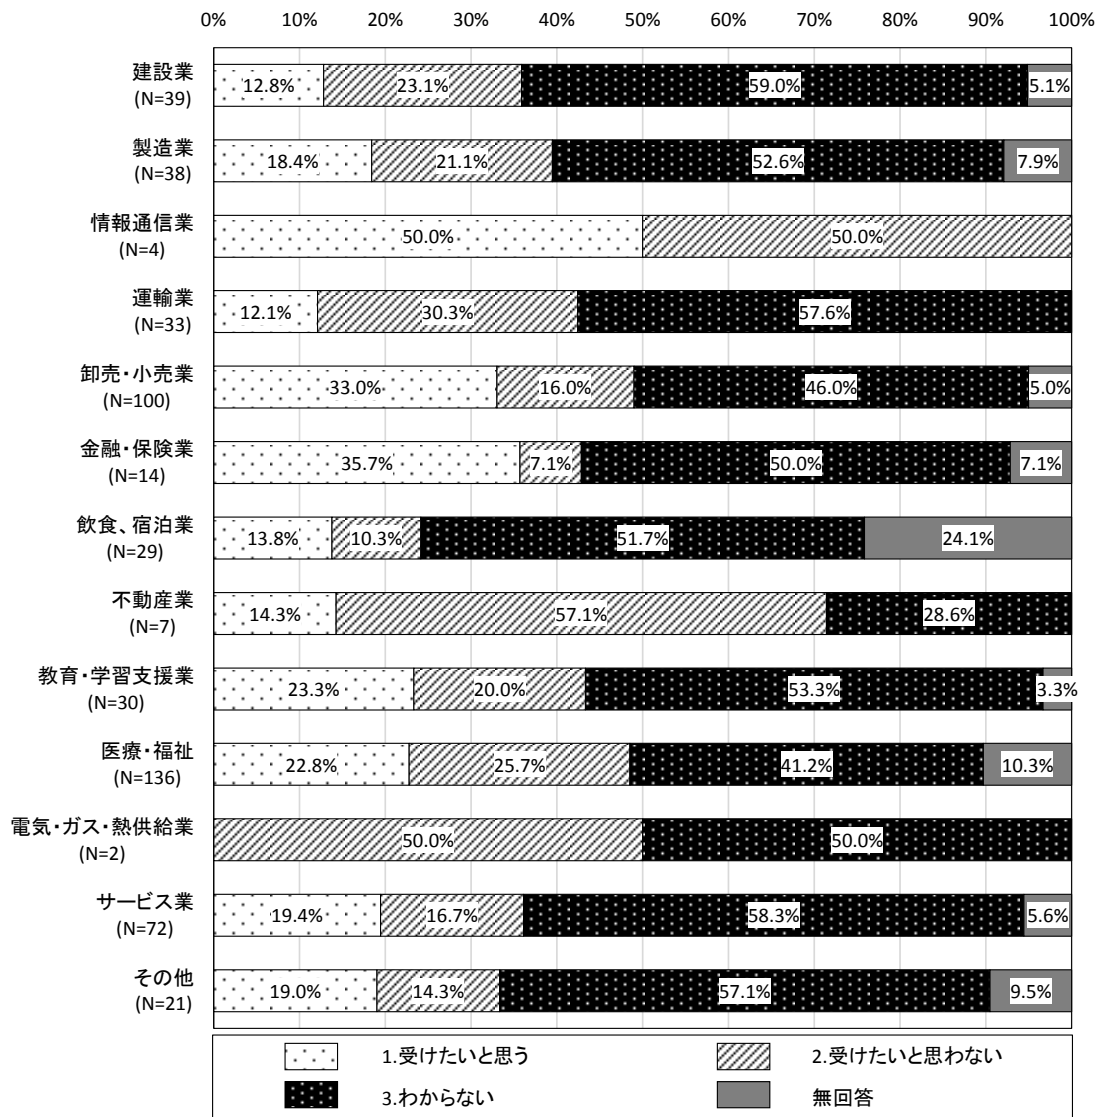 0% 10% 20% 30% 40% 50% 60% 70% 80% 90% 100%
建設業
(N=39)
12.8% 23.1% 59.0% 5.1%
製造業
(N=38)
18.4% 21.1% 52.6% 7.9%
情報通信業
(N=4)
50.0% 50.0%
運輸業
(N=33)
12.1% 30.3% 57.6%
卸売・小売業
(N=100)
33.0% 16.0% 46.0% 5.0%
金融・保険業
(N=14)
35.7% 7.1% 50.0% 7.1%
飲食、宿泊業
(N=29)
13.8% 10.3% 51.7% 24.1%
不動産業
(N=7)
14.3% 57.1% 28.6%
教育・学習支援業
(N=30)
23.3% 20.0% 53.3% 3.3%
医療・福祉
(N=136)
22.8% 25.7% 41.2% 10.3%
電気・ガス・熱供給業
(N=2)
50.0% 50.0%
サービス業
(N=72)
19.4% 16.7% 58.3% 5.6%
その他
(N=21)
19.0% 14.3% 57.1% 9.5%
1.受けたいと思う 2.受けたいと思わない
3.わからない 無回答